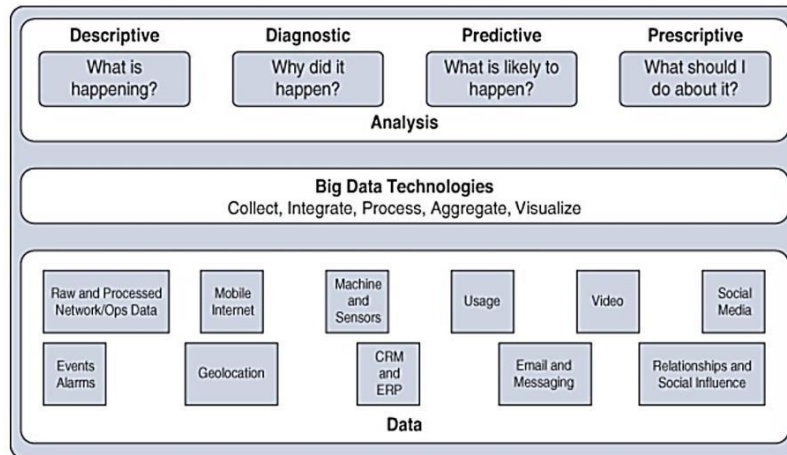 Descriptive
Diagnostic
Predictive
Prescriptive
What is
happening?
Why did it
happen?
What is likely to
happen?
What should I
do about it?
Analysis
Big Data Technologies
Collect, Integrate, Process, Aggregate, Visualize
Raw and Processed
Network/Ops Data
Mobile
Internet
Machine
and
Sensors
Usage
Video
Social
Media
Events
Alarms
Geolocation
CRM
and
ERP
Email and
Messaging
Relationships and
Social Influence
Data